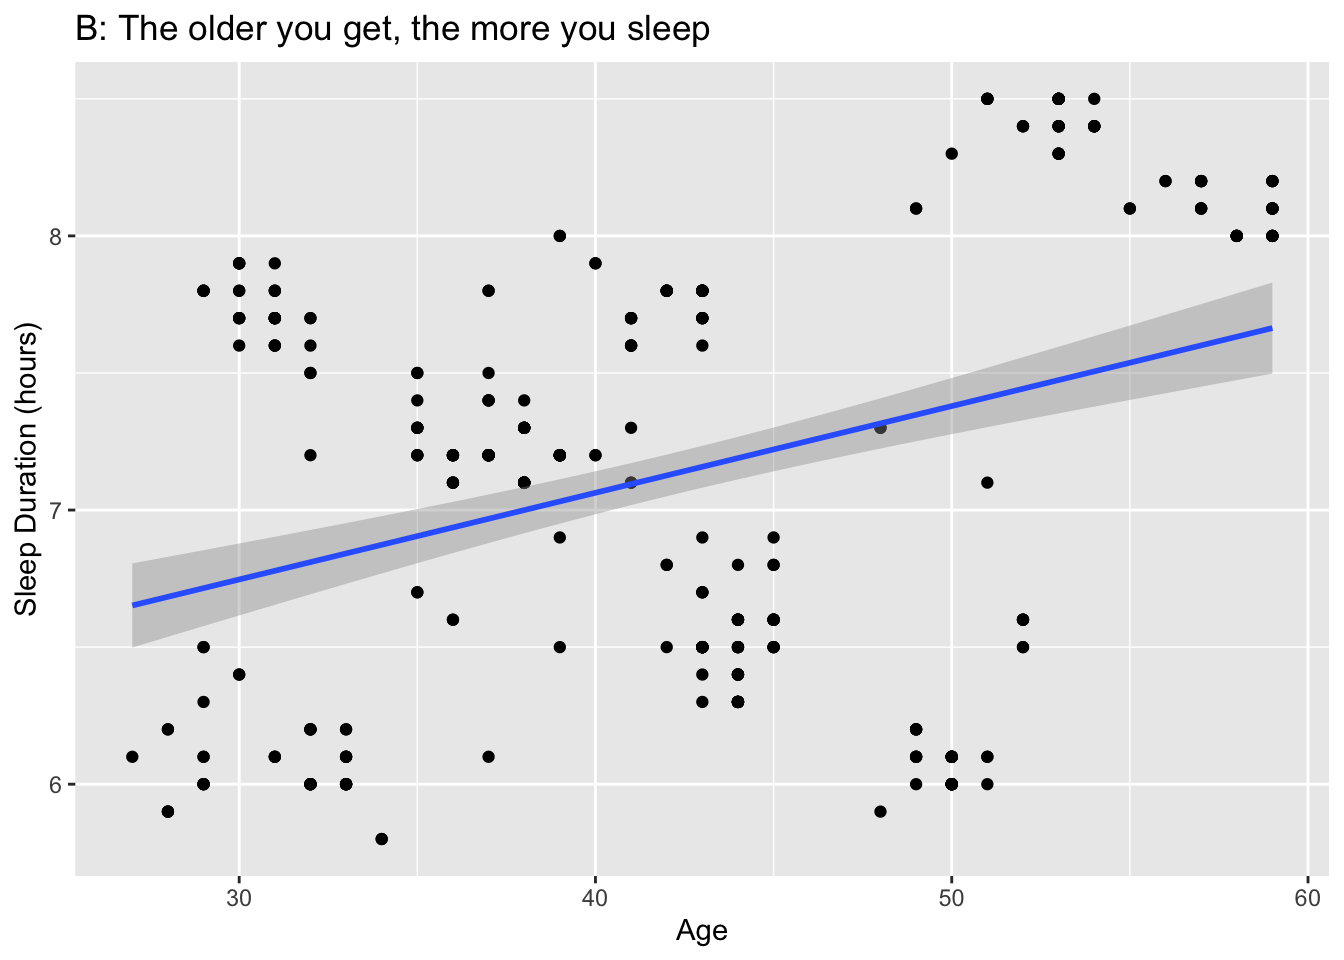 B: The older you get, the more you sleep
8
7
6
Sleep Duration (hours)
30 40 50 60
Age